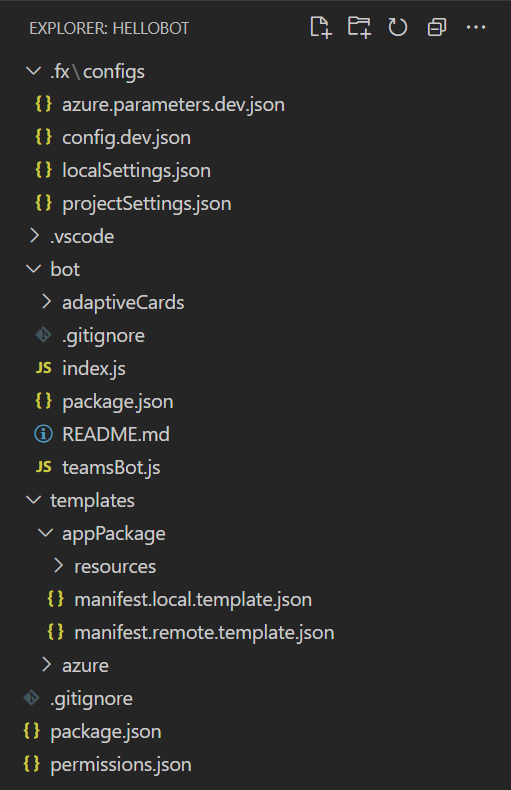 EXPLORER: HELLOBOT
.fx\configs
{} azure.parameters.dev.json
{} config.dev.json
{} localSettings.json
{} projectSettings.json
.vscode
bot
adaptiveCards
.gitignore
JS index.js
{} package.json
README.md
JS teamsBot.js
templates
appPackage
resources
{} manifest.local.template.json
{} manifest.remote.template.json
azure
.gitignore
{} package.json
{} permissions.json